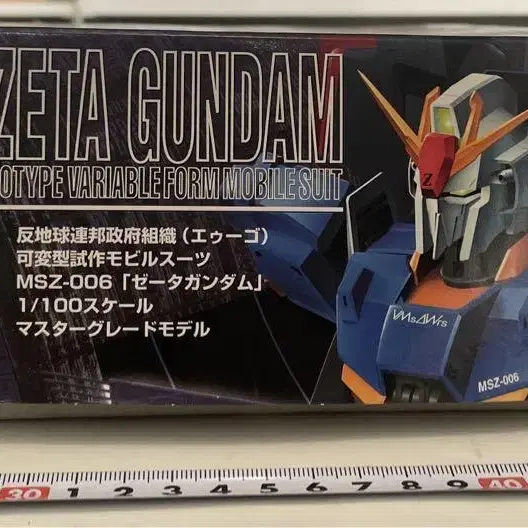 ZETA GUNDAM
OTYPE VARIABLE FORM MOBILE SUIT
反地球連邦政府組織(エゥーゴ)
可変型試作モビルスーツ
MSZ-006「ゼータガンダム」
1/100スケール
マスターグレードモデル
Z
VMsAWrs
MSZ-006
30 1 2 3 4 5 6 7 8 9 40